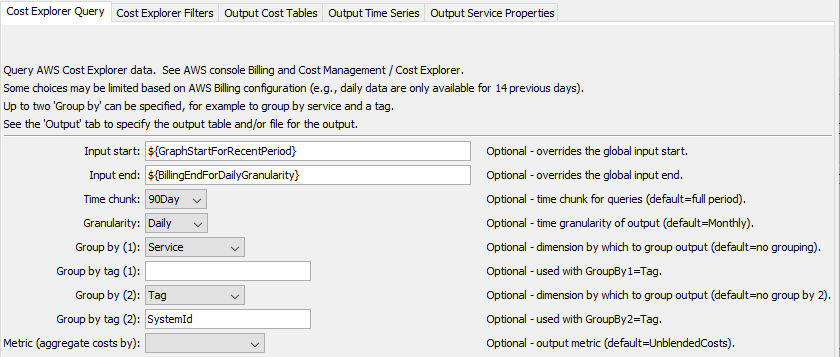 Cost Explorer Query Cost Explorer Filters Output Cost Tables Output Time Series Output Service Properties
Query AWS Cost Explorer data.  See AWS console Billing and Cost Management / Cost Explorer.
Some choices may be limited based on AWS Billing configuration (e.g., daily data are only available for 14 previous days).
Up to two 'Group by' can be specified, for example to group by service and a tag.
See the 'Output' tab to specify the output table and/or file for the output.
Input start: ${GraphStartForRecentPeriod} Optional - overrides the global input start.
Input end: ${BillingEndForDailyGranularity} Optional - overrides the global input end.
Time chunk: 90Day Optional - time chunk for queries (default=full period).
Granularity: Daily Optional - time granularity of output (default=Monthly).
Group by (1): Service Optional - dimension by which to group output (default=no grouping).
Group by tag (1): Optional - used with GroupBy1=Tag.
Group by (2): Tag Optional - dimension by which to group output (default=no group by 2).
Group by tag (2): SystemId Optional - used with GroupBy2=Tag.
Metric (aggregate costs by): Optional - output metric (default=UnblendedCosts).